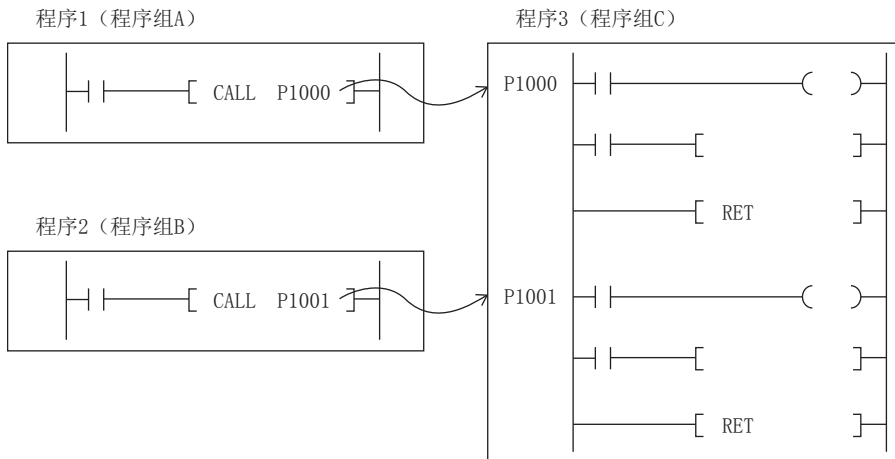 程序1（程序组A）
CALL P1000
程序2（程序组B）
CALL P1001
程序3（程序组C）
P1000
RET
P1001
RET